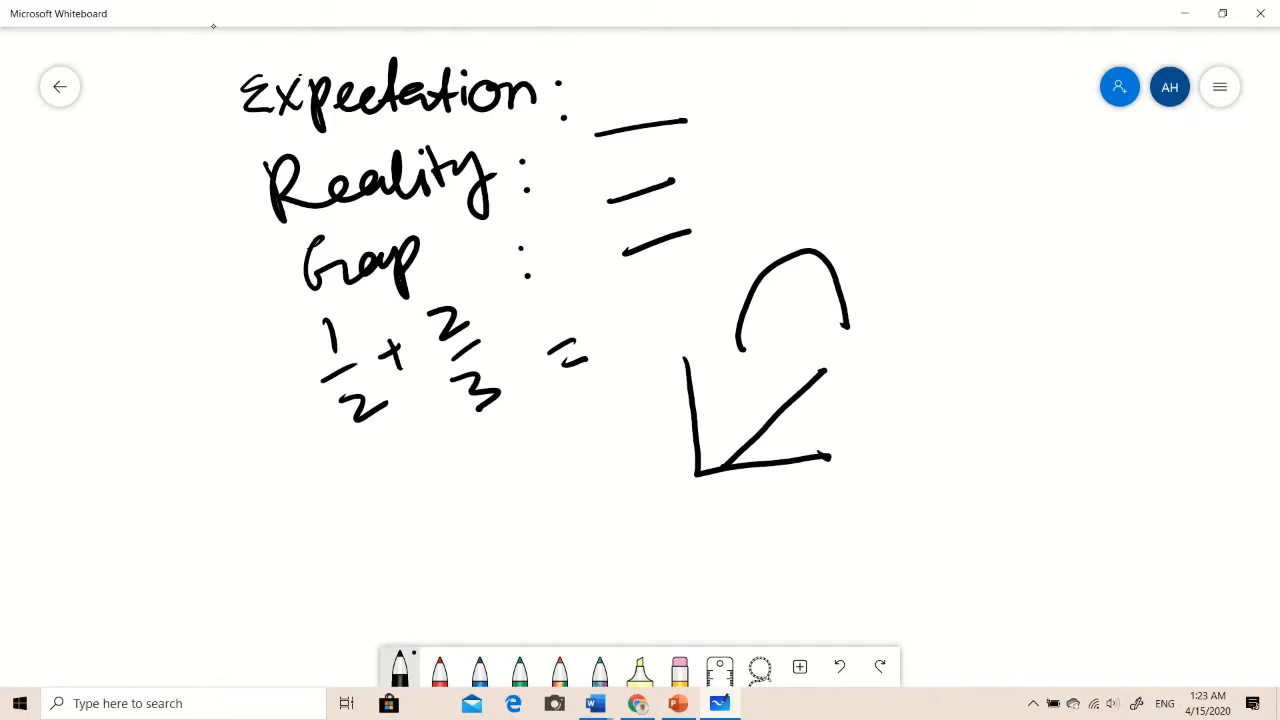 Microsoft Whiteboard
AH
Expectation:
Reality:
Gap :
1/2 + 2/3 =
Type here to search
ENG
1:23 AM
4/15/2020